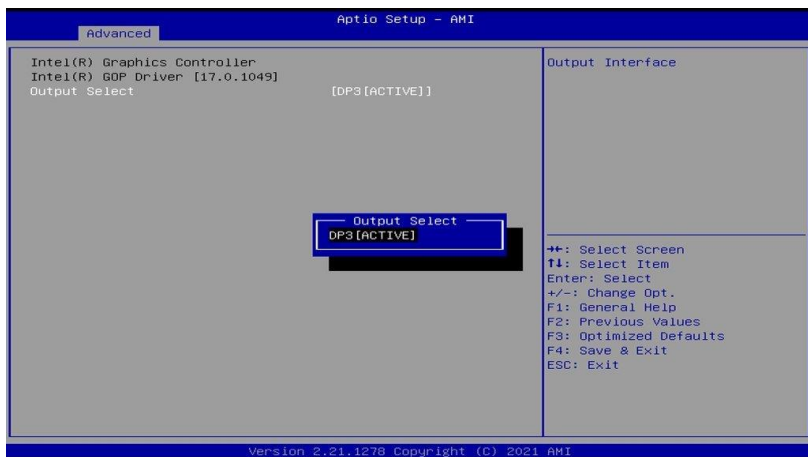 Aptio Setup – AMI
Advanced
Intel(R) Graphics Controller
Intel(R) GOP Driver [17.0.1049]
Output Select [DP3[ACTIVE]]
Output Select
DP3[ACTIVE]
Output Interface
→←: Select Screen
↑↓: Select Item
Enter: Select
+/-: Change Opt.
F1: General Help
F2: Previous Values
F3: Optimized Defaults
F4: Save & Exit
ESC: Exit
Version 2.21.1278 Copyright (C) 2021 AMI